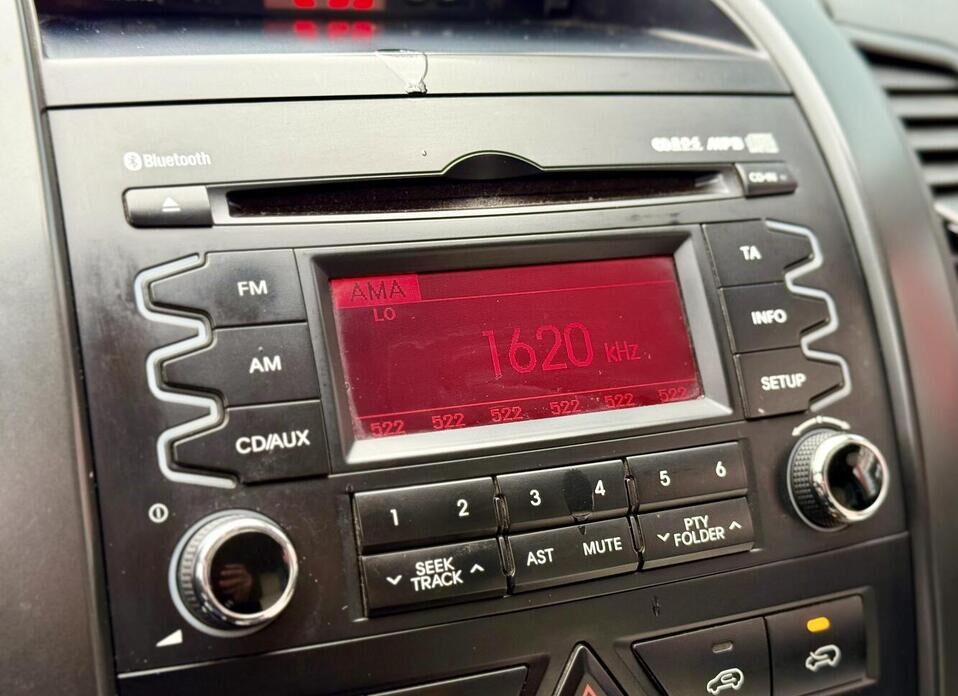 Bluetooth
CD-IN
FM
AM
CD/AUX
AMA
LO
1620 kHz
522 522 522 522 522 522
TA
INFO
SETUP
1 2 3 4 5 6
SEEK
TRACK
AST MUTE
PTY
FOLDER